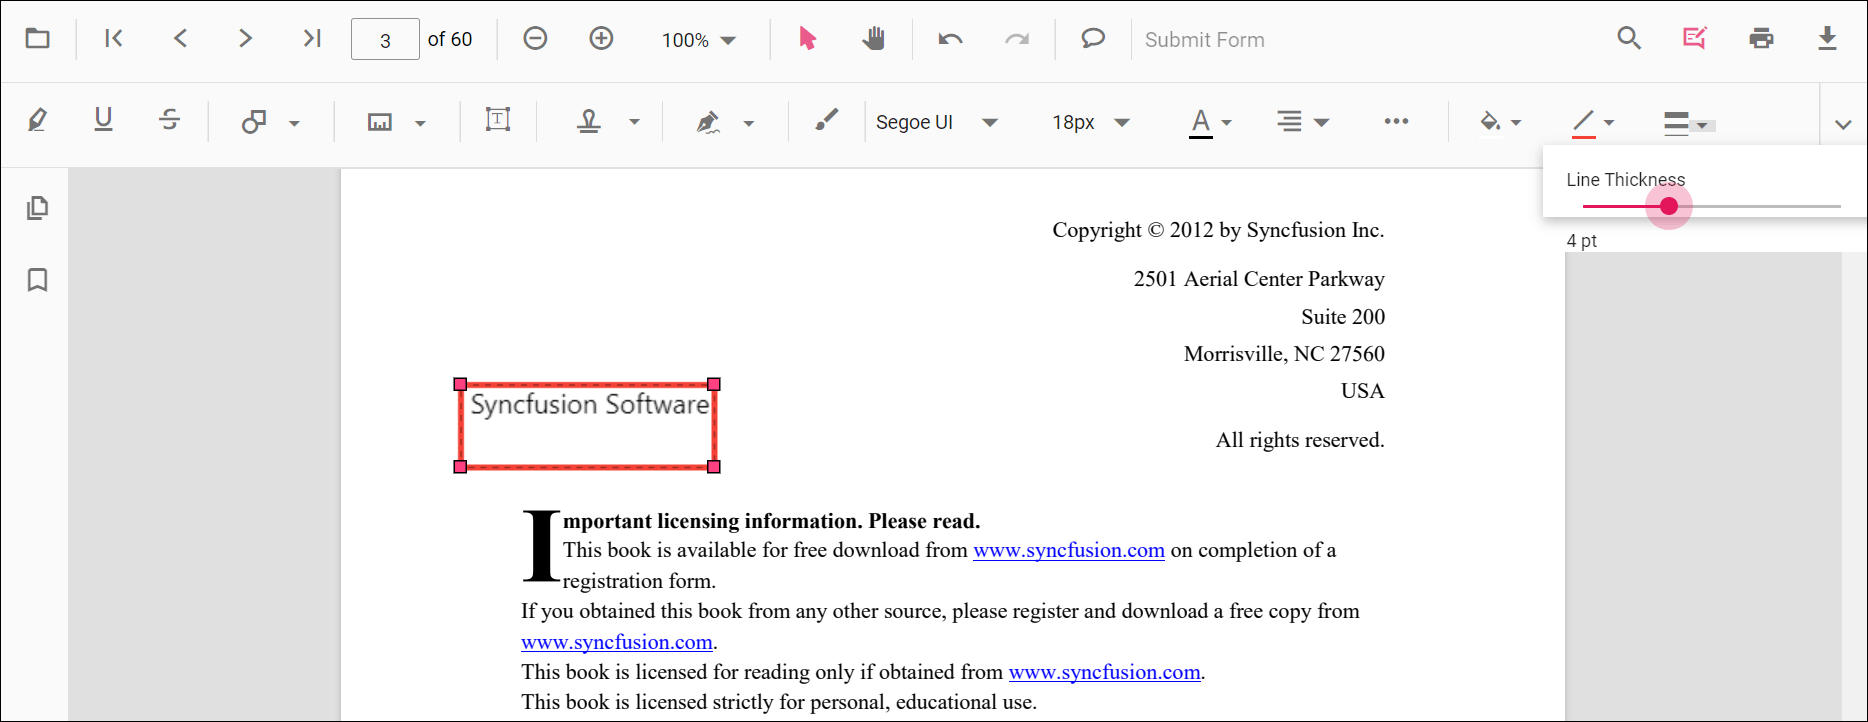 3 of 60 100% Submit Form
Segoe UI 18px
Line Thickness
4 pt
Copyright © 2012 by Syncfusion Inc.
2501 Aerial Center Parkway
Suite 200
Morrisville, NC 27560
USA
All rights reserved.
Syncfusion Software
Important licensing information. Please read.
This book is available for free download from www.syncfusion.com on completion of a
registration form.
If you obtained this book from any other source, please register and download a free copy from
www.syncfusion.com.
This book is licensed for reading only if obtained from www.syncfusion.com.
This book is licensed strictly for personal, educational use.